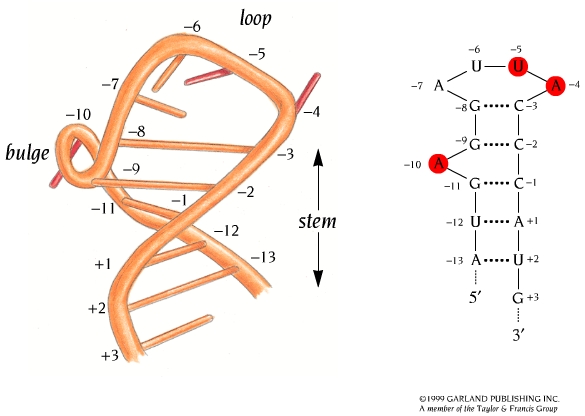 loop
-6
-5
-7
-10
-4
-8
bulge
-3
-9
-2
-11
-1
stem
-12
-13
+1
+2
+3
-6 -5
U U
-7 A A -4
-8 G C -3
-9 G C -2
-10 A
-11 G C -1
-12 U A +1
-13 A U +2
5′ G +3
3′
©1999 GARLAND PUBLISHING INC.
A member of the Taylor & Francis Group